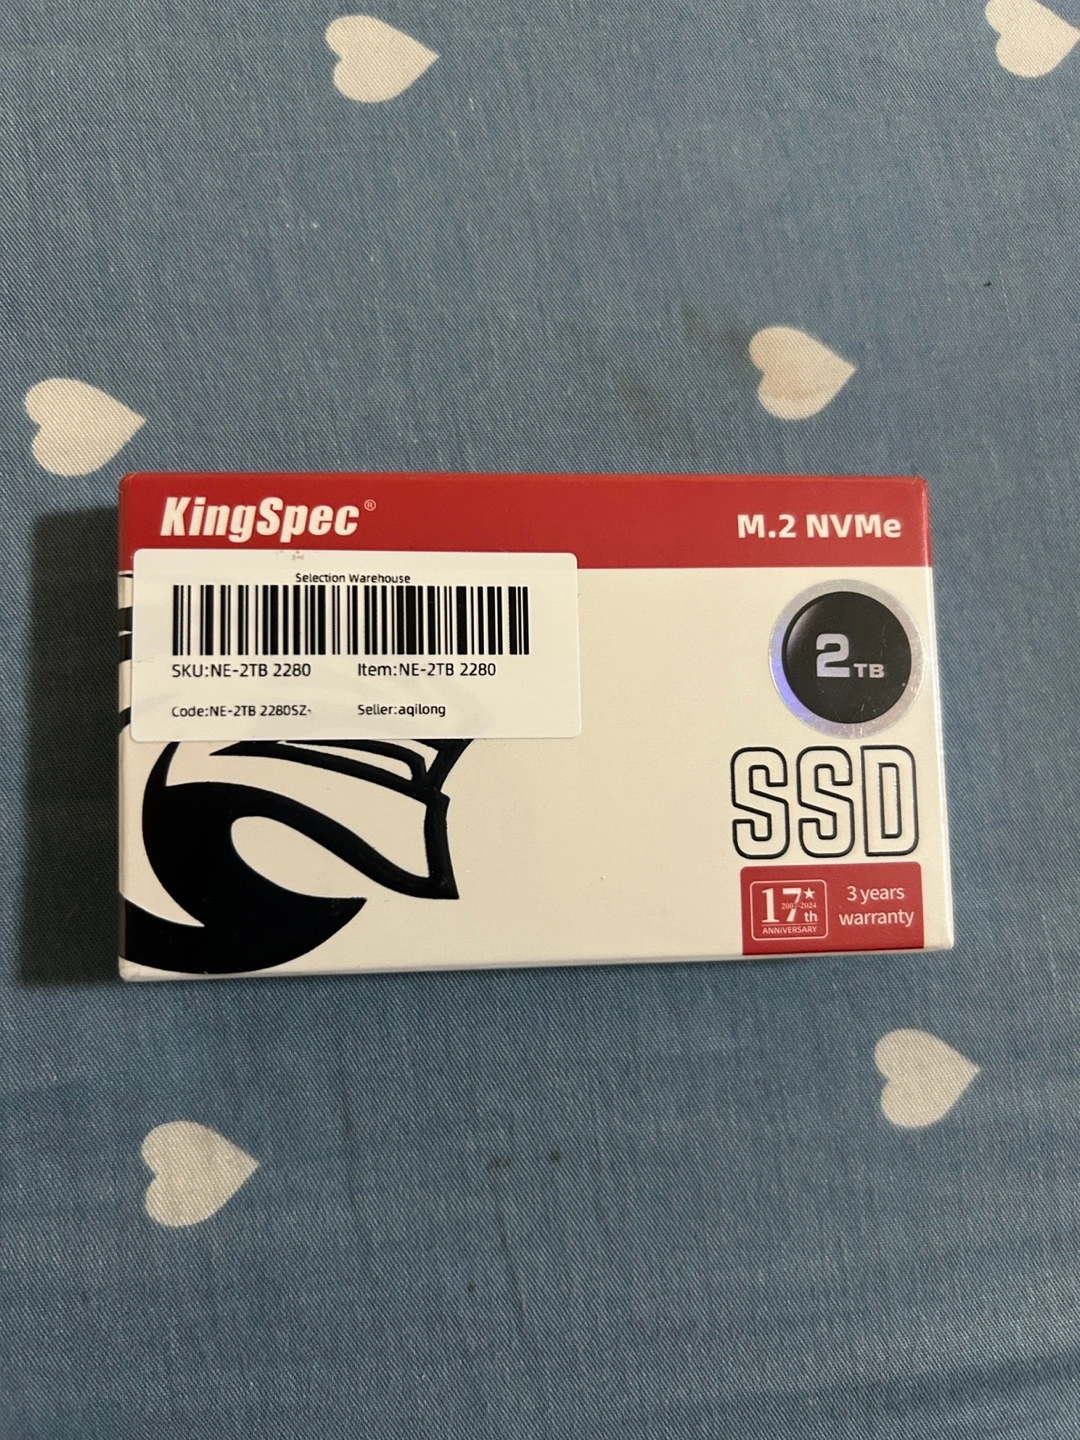 KingSpec®
M.2 NVMe
Selection Warehouse
SKU:NE-2TB 2280 Item:NE-2TB 2280
Code:NE-2TB 2280SZ- Seller:aqilong
2TB
SSD
17th
2007-2024
ANNIVERSARY
3 years
warranty